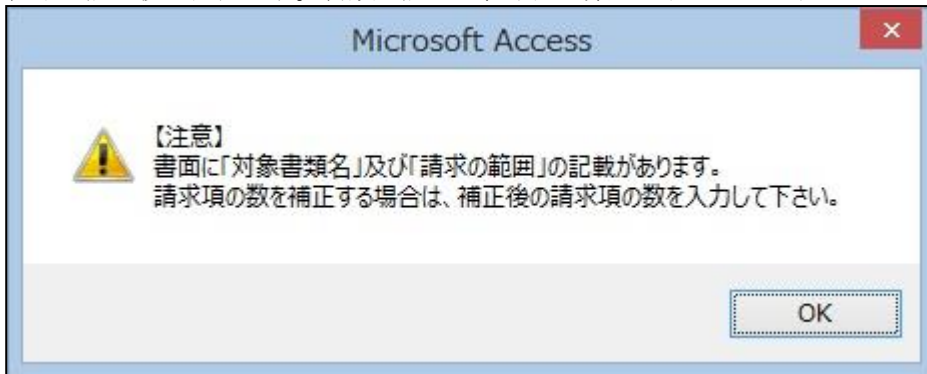 Microsoft Access
【注意】
書面に「対象書類名」及び「請求の範囲」の記載があります。
請求項の数を補正する場合は、補正後の請求項の数を入力して下さい。
OK